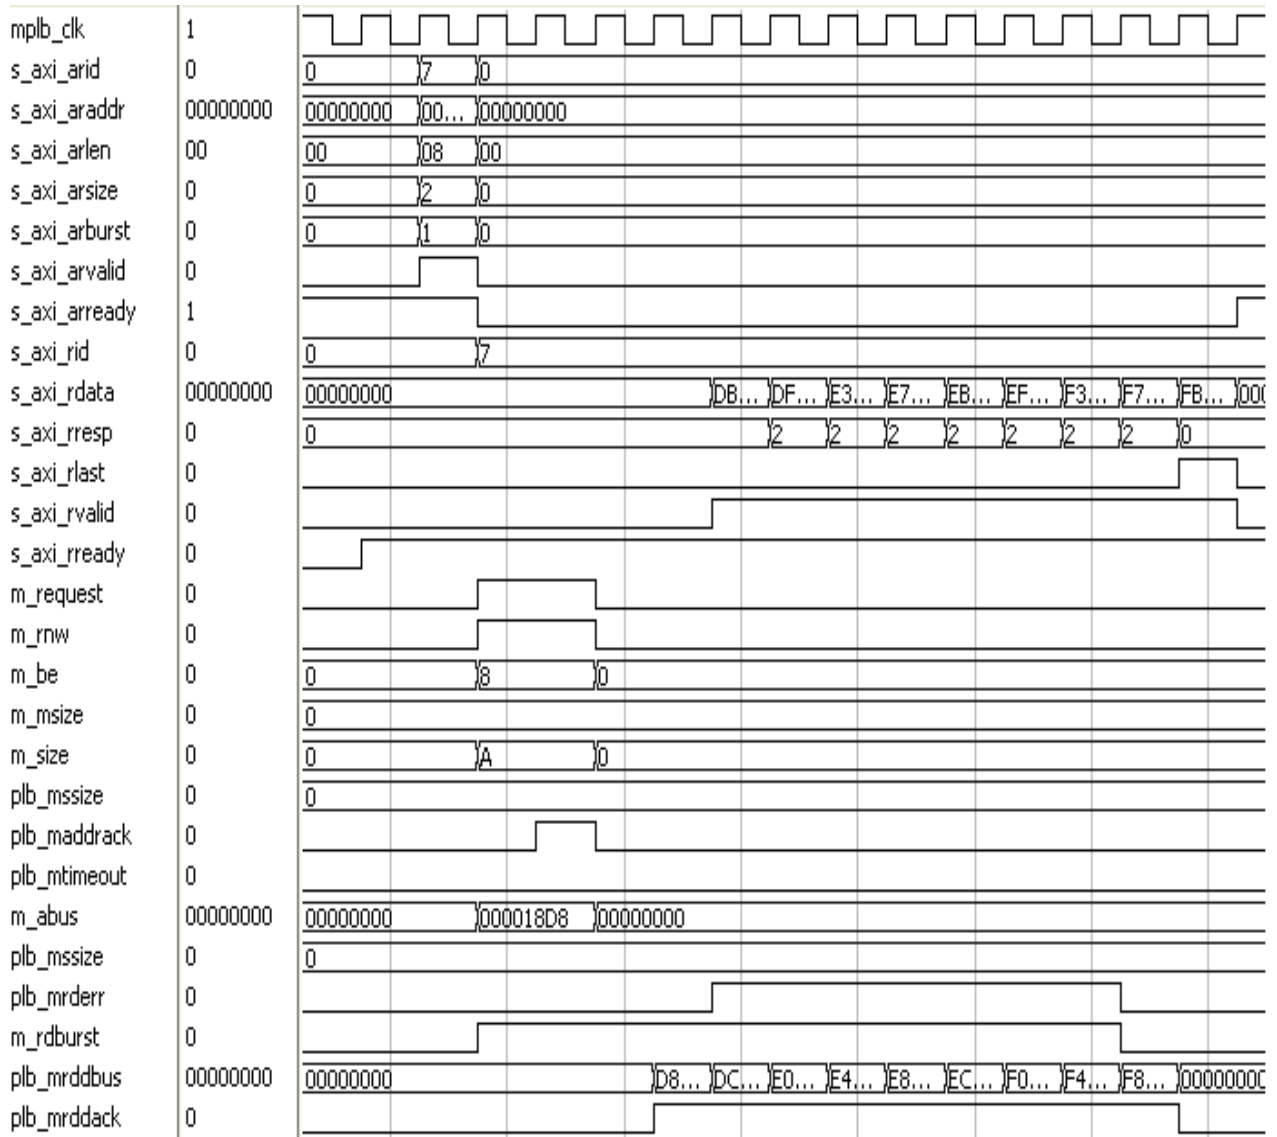 mplb_clk 1
s_axi_arid 0 0 7 0
s_axi_araddr 00000000 00000000 00... 00000000
s_axi_arlen 00 00 08 00
s_axi_arsize 0 0 2 0
s_axi_arburst 0 0 1 0
s_axi_arvalid 0
s_axi_arready 1
s_axi_rid 0 0 7
s_axi_rdata 00000000 00000000 DB... DF... E3... E7... EB... EF... F3... F7... FB... 000
s_axi_rresp 0 0 2 2 2 2 2 2 2 0
s_axi_rlast 0
s_axi_rvalid 0
s_axi_rready 0
m_request 0
m_rnw 0
m_be 0 0 8 0
m_msize 0 0
m_size 0 0 A 0
plb_mssize 0 0
plb_maddrack 0
plb_mtimeout 0
m_abus 00000000 00000000 000018D8 00000000
plb_mssize 0 0
plb_mrderr 0
m_rdburst 0
plb_mrddbus 00000000 00000000 D8... DC... E0... E4... E8... EC... F0... F4... F8... 00000000
plb_mrddack 0